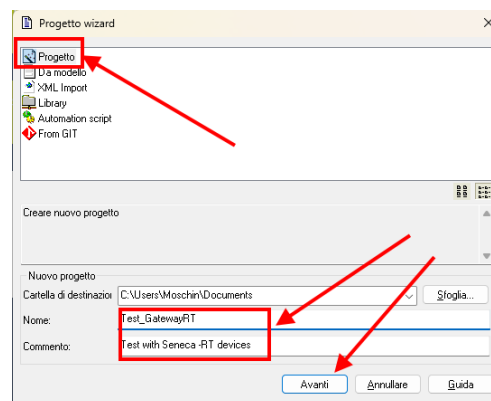 Progetto wizard
Progetto
Da modello
XML Import
Library
Automation script
From GIT
Creare nuovo progetto
Nuovo progetto
Cartella di destinazior C:\Users\Moschin\Documents Sfoglia...
Nome: Test_GatewayRT
Commento: Test with Seneca -RT devices
Avanti Annullare Guida